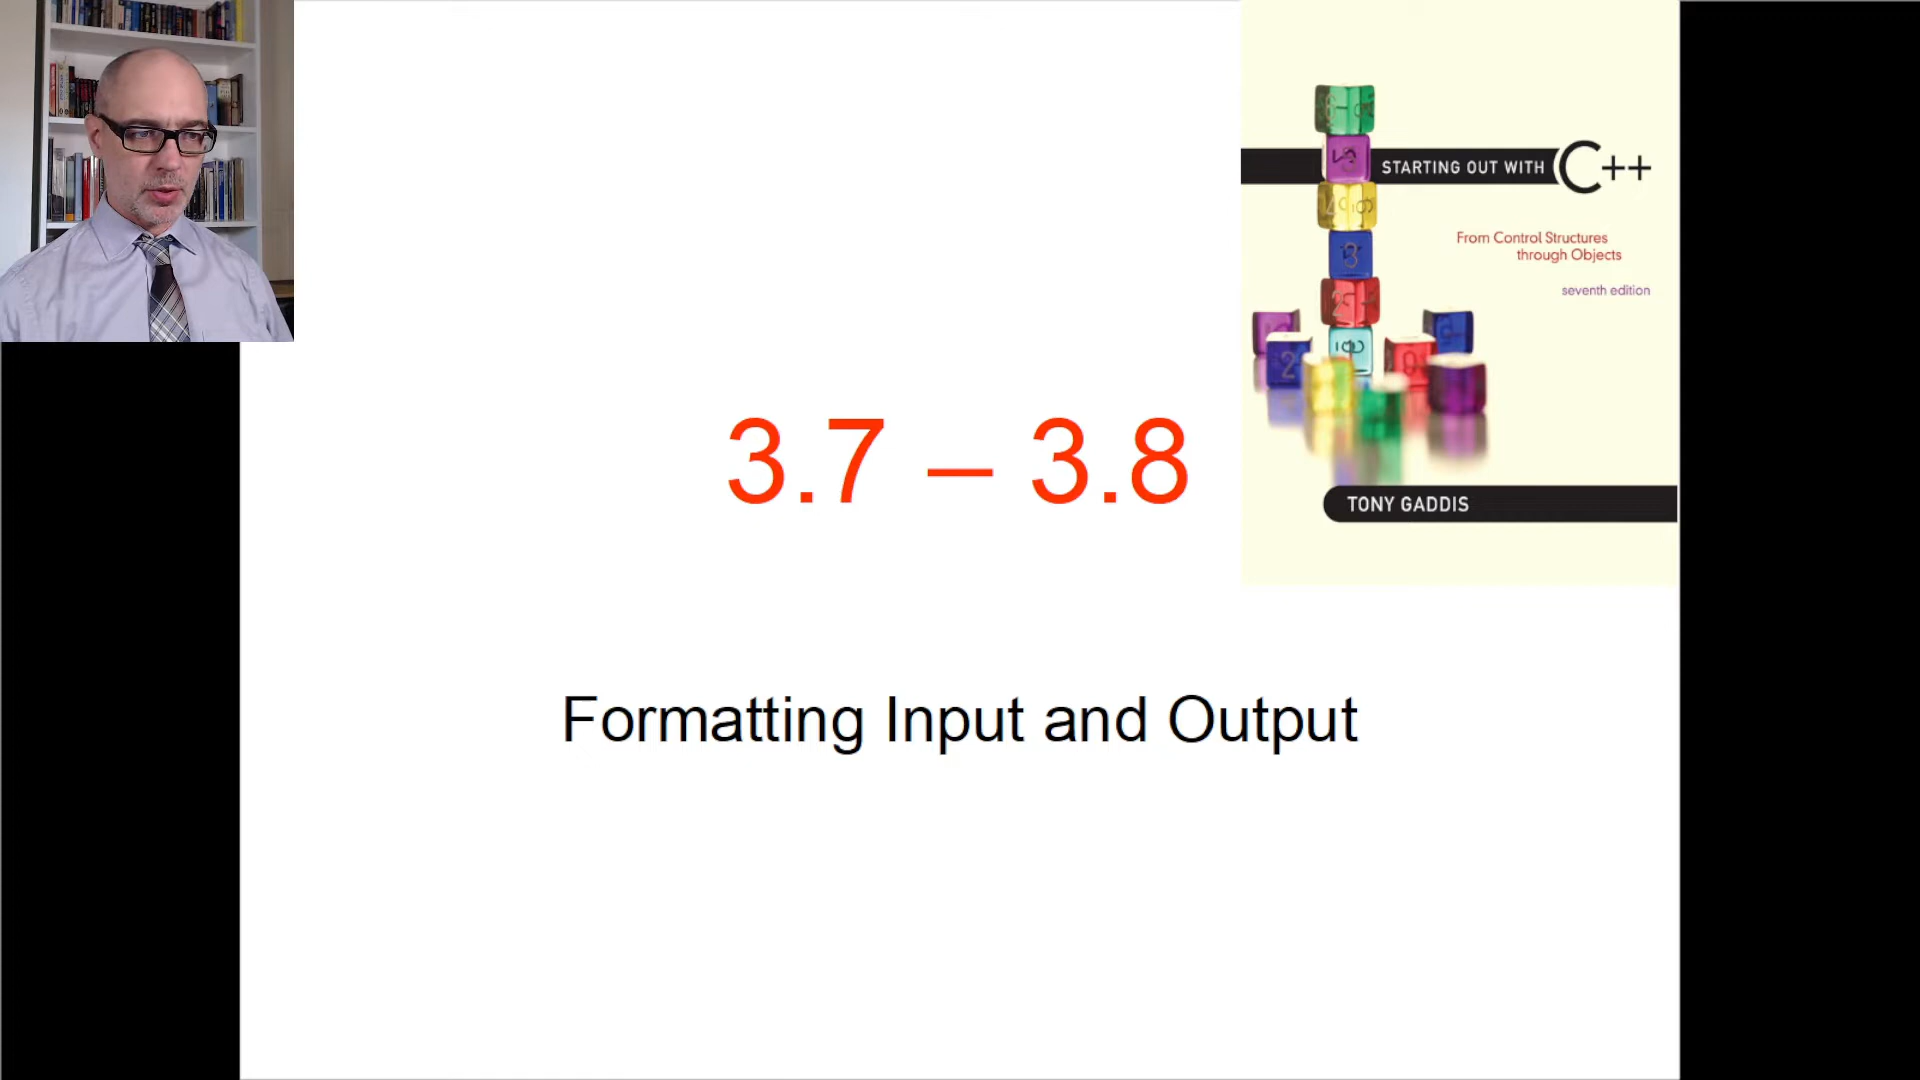 STARTING OUT WITH C++
From Control Structures
through Objects
seventh edition
3.7 – 3.8
TONY GADDIS
Formatting Input and Output